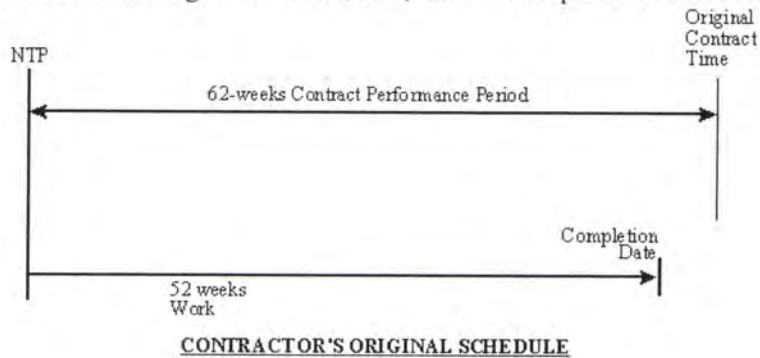 Original
Contract
Time
NTP
62-weeks Contract Performance Period
Completion
Date
52 weeks
Work
CONTRACTOR'S ORIGINAL SCHEDULE